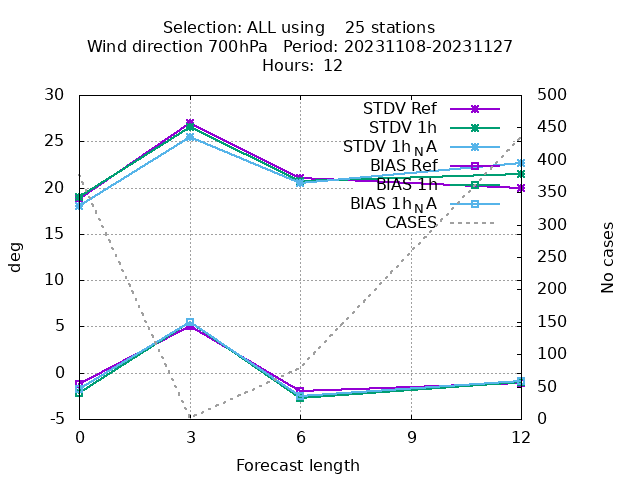 Selection: ALL using    25 stations
Wind direction 700hPa   Period: 20231108-20231127
Hours:  12
30
25
20
15
10
5
0
-5
deg
500
450
400
350
300
250
200
150
100
50
0
No cases
STDV Ref
STDV 1h
STDV 1h_NA
BIAS Ref
BIAS 1h
BIAS 1h_NA
CASES
0 3 6 9 12
Forecast length